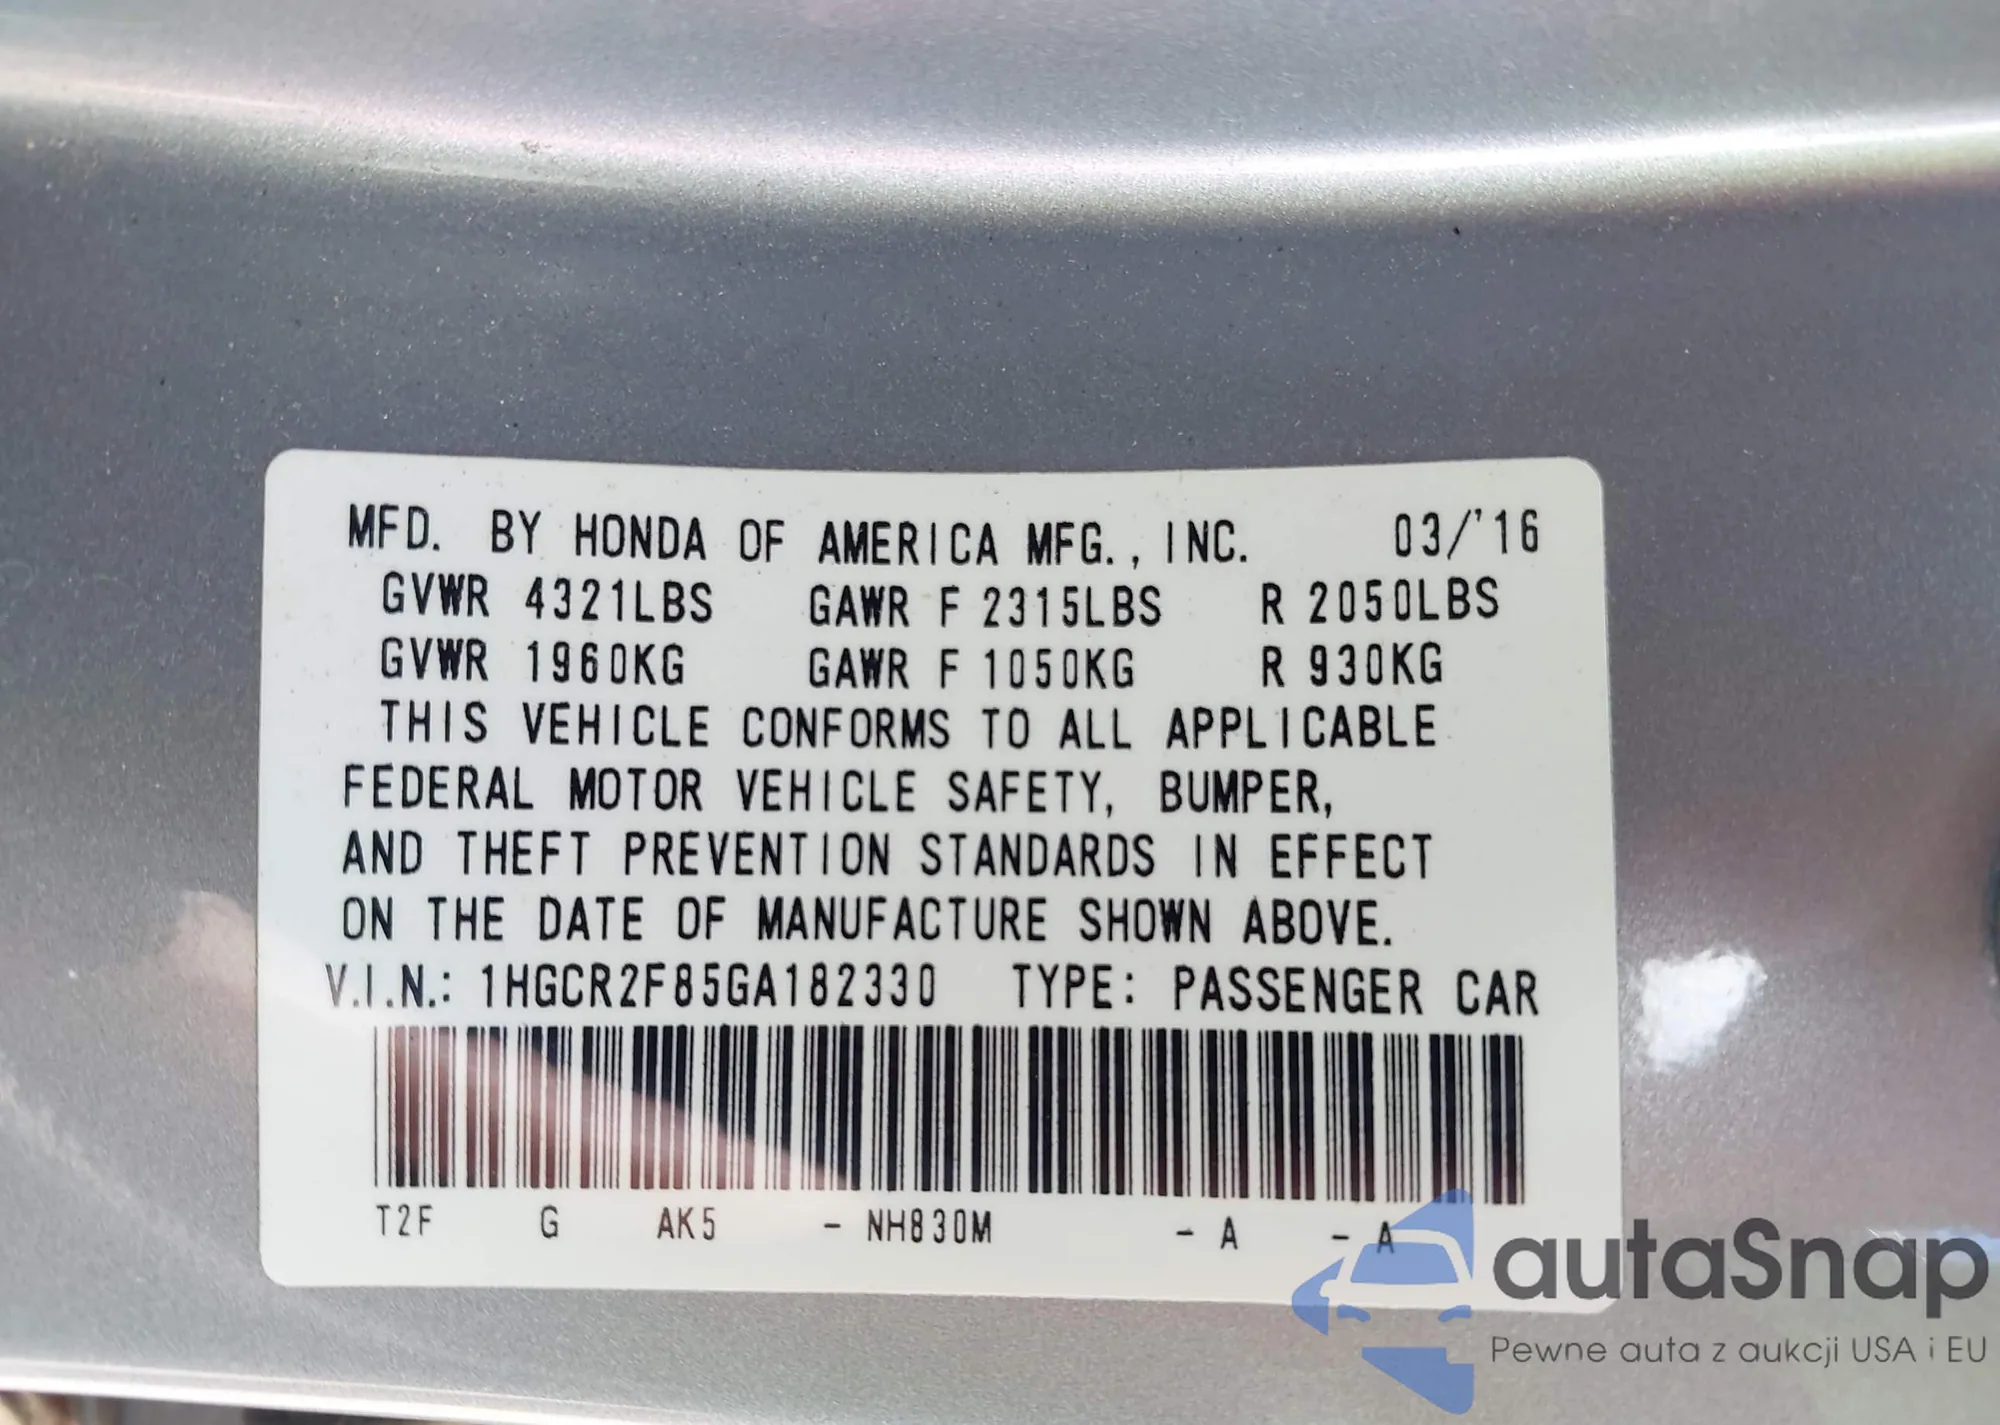 MFD. BY HONDA OF AMERICA MFG., INC. 03/'16
GVWR 4321LBS GAWR F 2315LBS R 2050LBS
GVWR 1960KG GAWR F 1050KG R 930KG
THIS VEHICLE CONFORMS TO ALL APPLICABLE
FEDERAL MOTOR VEHICLE SAFETY, BUMPER,
AND THEFT PREVENTION STANDARDS IN EFFECT
ON THE DATE OF MANUFACTURE SHOWN ABOVE.
V.I.N.: 1HGCR2F85GA182330 TYPE: PASSENGER CAR
T2F G AK5 - NH830M - A - A
autaSnap
Pewne auta z aukcji USA i EU